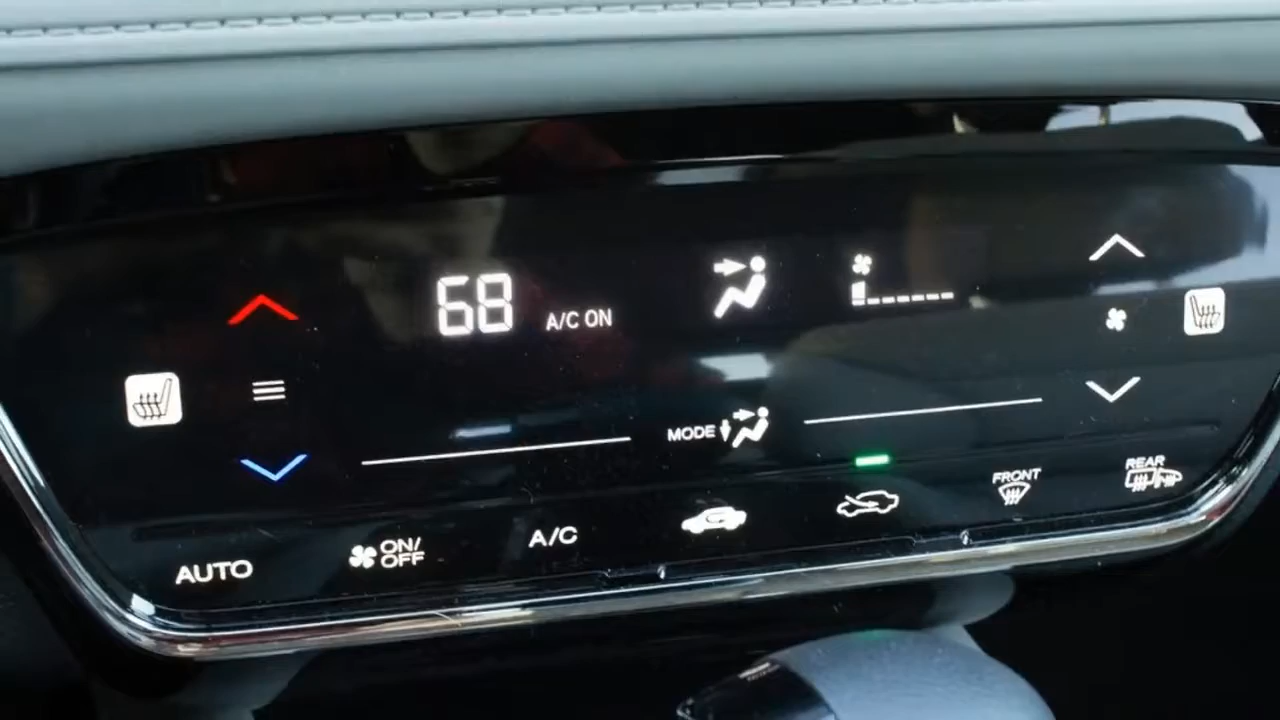 68 A/C ON
MODE
AUTO
ON/
OFF
A/C
FRONT
REAR